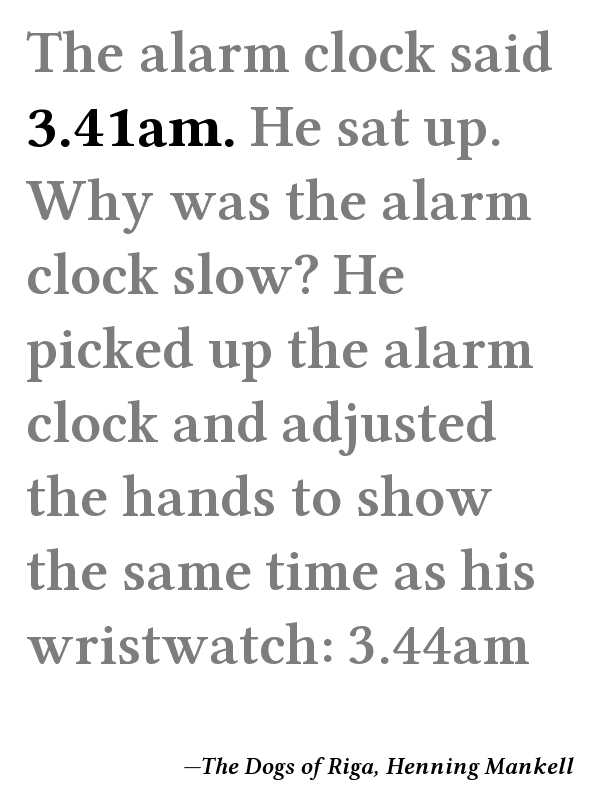 The alarm clock said
3.41am. He sat up.
Why was the alarm
clock slow? He
picked up the alarm
clock and adjusted
the hands to show
the same time as his
wristwatch: 3.44am
—The Dogs of Riga, Henning Mankell